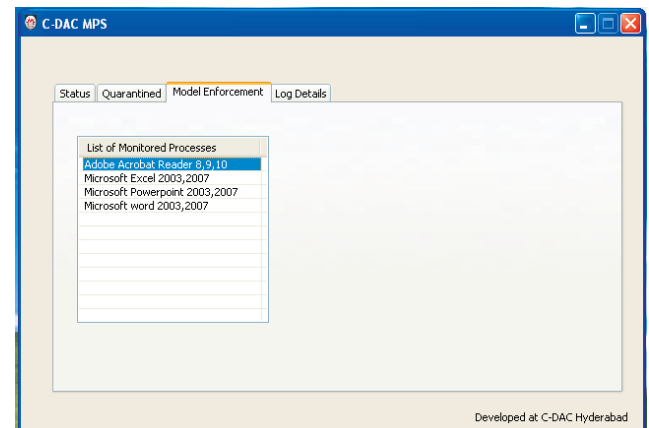 C-DAC MPS
Status Quarantined Model Enforcement Log Details
List of Monitored Processes
Adobe Acrobat Reader 8,9,10
Microsoft Excel 2003,2007
Microsoft Powerpoint 2003,2007
Microsoft word 2003,2007
Developed at C-DAC Hyderabad